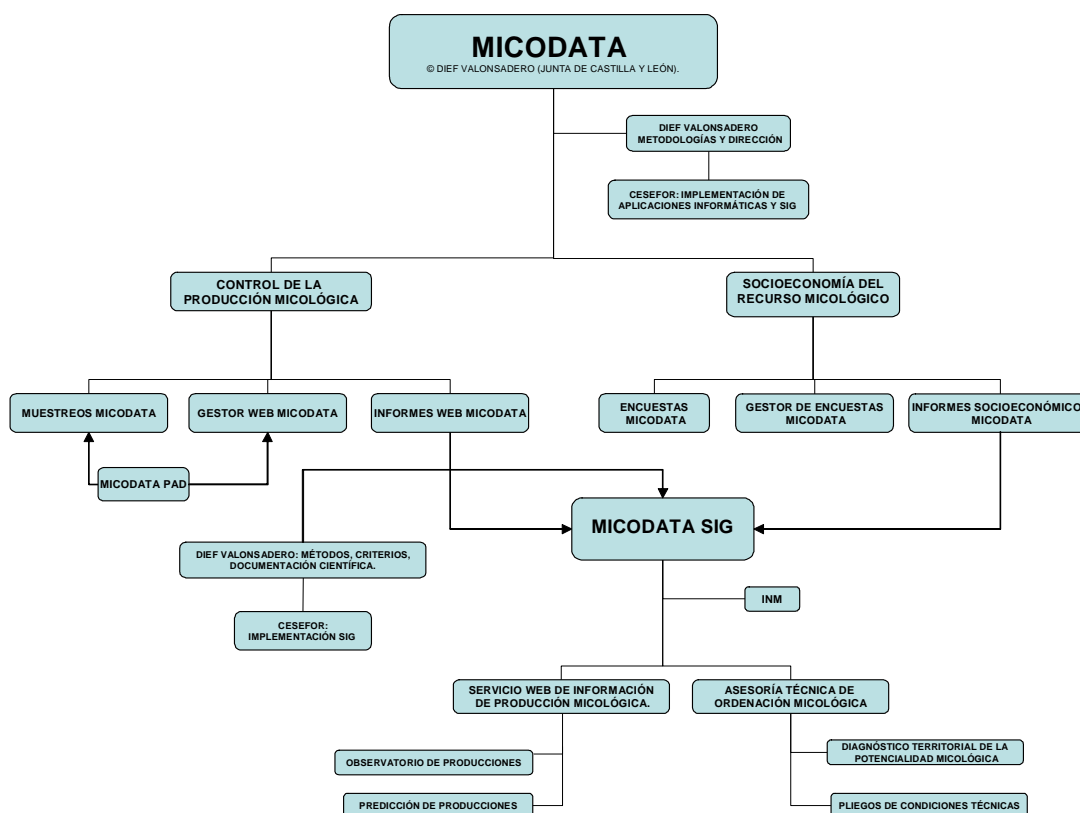 MICODATA
© DIEF VALONSADERO (JUNTA DE CASTILLA Y LEÓN).
DIEF VALONSADERO
METODOLOGÍAS Y DIRECCIÓN
CESEFOR: IMPLEMENTACIÓN DE
APLICACIONES INFORMÁTICAS Y SIG
CONTROL DE LA
PRODUCCIÓN MICOLÓGICA
SOCIOECONOMÍA DEL
RECURSO MICOLÓGICO
MUESTREOS MICODATA
GESTOR WEB MICODATA
INFORMES WEB MICODATA
ENCUESTAS
MICODATA
GESTOR DE ENCUESTAS
MICODATA
INFORMES SOCIOECONÓMICO
MICODATA
MICODATA PAD
MICODATA SIG
DIEF VALONSADERO: MÉTODOS, CRITERIOS,
DOCUMENTACIÓN CIENTÍFICA.
CESEFOR:
IMPLEMENTACIÓN SIG
INM
SERVICIO WEB DE INFORMACIÓN
DE PRODUCCIÓN MICOLÓGICA.
ASESORÍA TÉCNICA DE
ORDENACIÓN MICOLÓGICA
OBSERVATORIO DE PRODUCCIONES
DIAGNÓSTICO TERRITORIAL DE LA
POTENCIALIDAD MICOLÓGICA
PREDICCIÓN DE PRODUCCIONES
PLIEGOS DE CONDICIONES TÉCNICAS